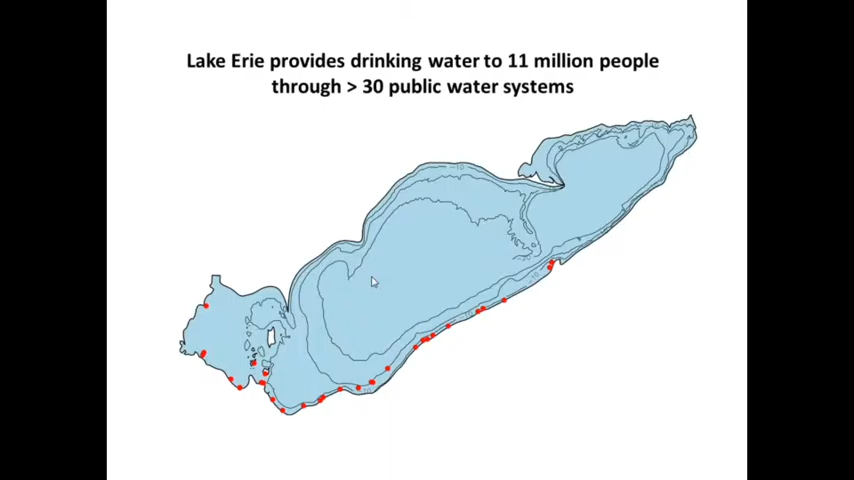 Lake Erie provides drinking water to 11 million people
through > 30 public water systems